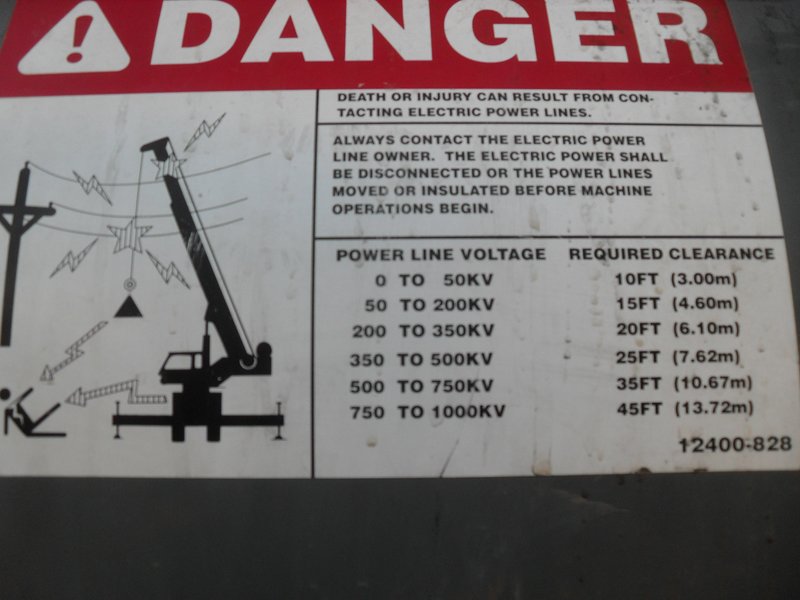 DANGER
DEATH OR INJURY CAN RESULT FROM CON-
TACTING ELECTRIC POWER LINES.
ALWAYS CONTACT THE ELECTRIC POWER
LINE OWNER. THE ELECTRIC POWER SHALL
BE DISCONNECTED OR THE POWER LINES
MOVED OR INSULATED BEFORE MACHINE
OPERATIONS BEGIN.
POWER LINE VOLTAGE REQUIRED CLEARANCE
0 TO 50KV 10FT (3.00m)
50 TO 200KV 15FT (4.60m)
200 TO 350KV 20FT (6.10m)
350 TO 500KV 25FT (7.62m)
500 TO 750KV 35FT (10.67m)
750 TO 1000KV 45FT (13.72m)
12400-828